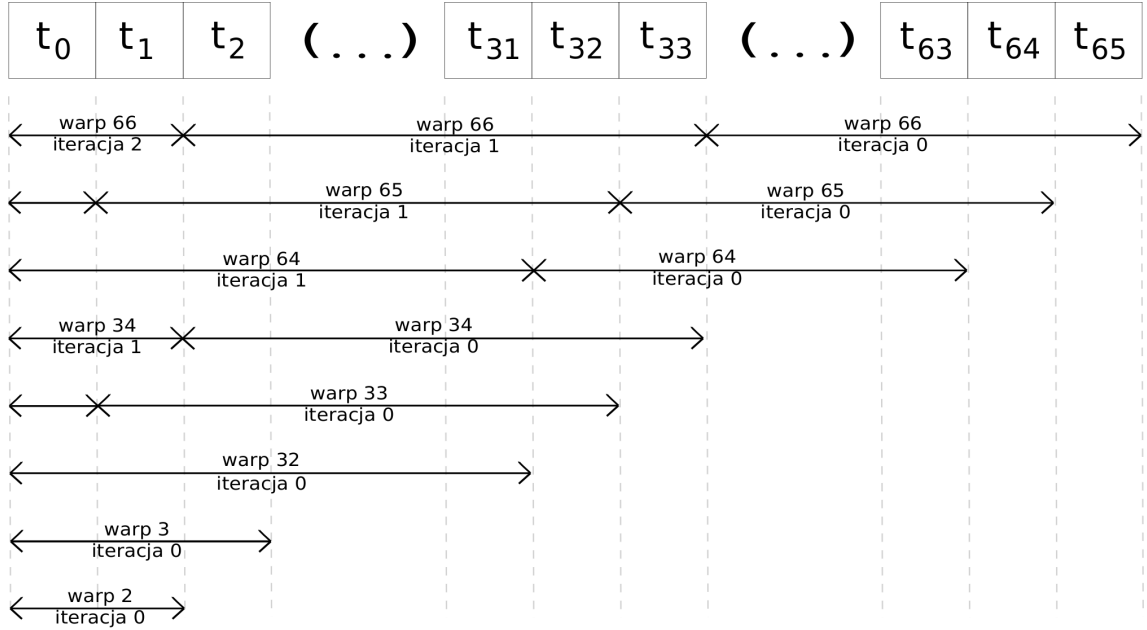 t0 t1 t2 (...) t31 t32 t33 (...) t63 t64 t65
warp 66 warp 66 warp 66
iteracja 2 iteracja 1 iteracja 0
warp 65 warp 65
iteracja 1 iteracja 0
warp 64 warp 64
iteracja 1 iteracja 0
warp 34 warp 34
iteracja 1 iteracja 0
warp 33
iteracja 0
warp 32
iteracja 0
warp 3
iteracja 0
warp 2
iteracja 0